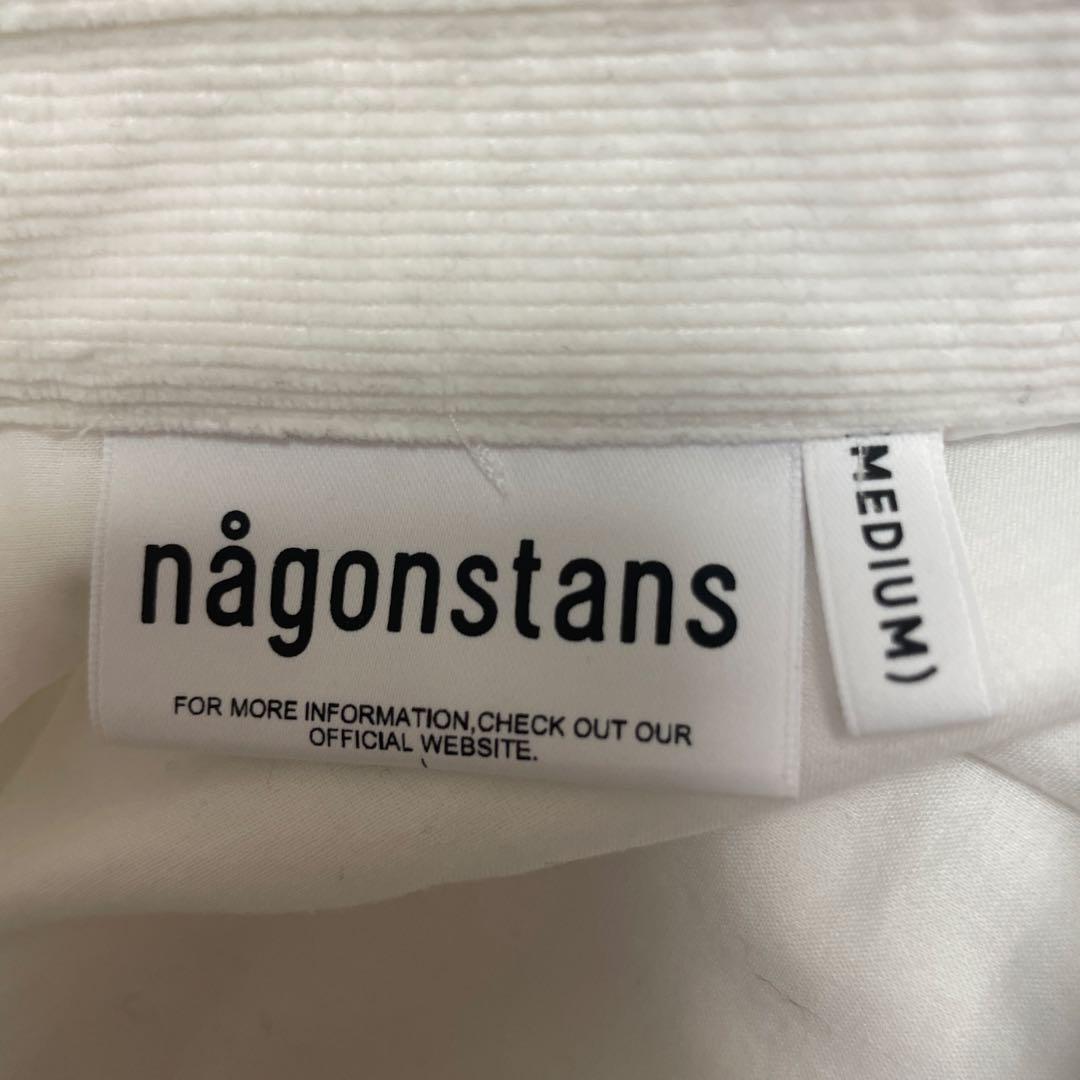 någonstans
FOR MORE INFORMATION,CHECK OUT OUR
OFFICIAL WEBSITE.
(MEDIUM)